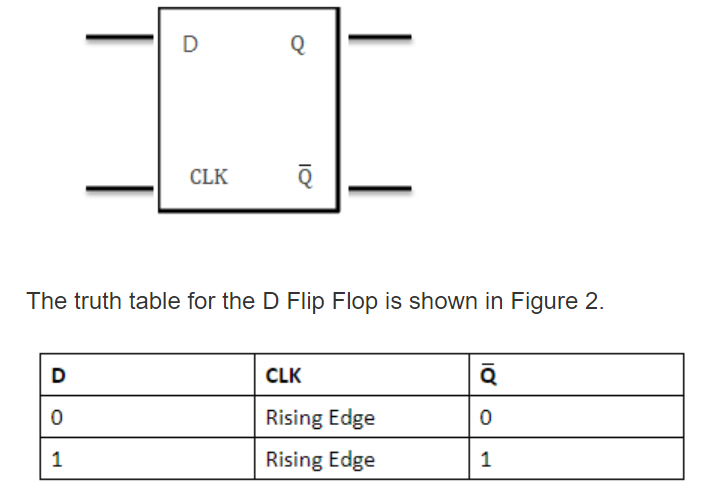 D Q
CLK Q̅
The truth table for the D Flip Flop is shown in Figure 2.
D CLK Q̅
0 Rising Edge 0
1 Rising Edge 1